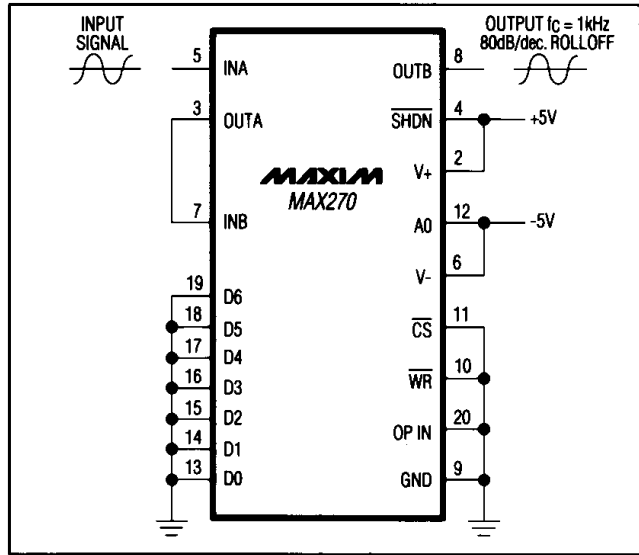 INPUT
SIGNAL
OUTPUT fC = 1kHz
80dB/dec. ROLLOFF
5 INA
OUTB 8
3 OUTA
SHDN 4
+5V
V+ 2
MAXIM
MAX270
7 INB
A0 12
-5V
V- 6
19 D6
18 D5
CS 11
17 D4
16 D3
WR 10
15 D2
OP IN 20
14 D1
13 D0
GND 9